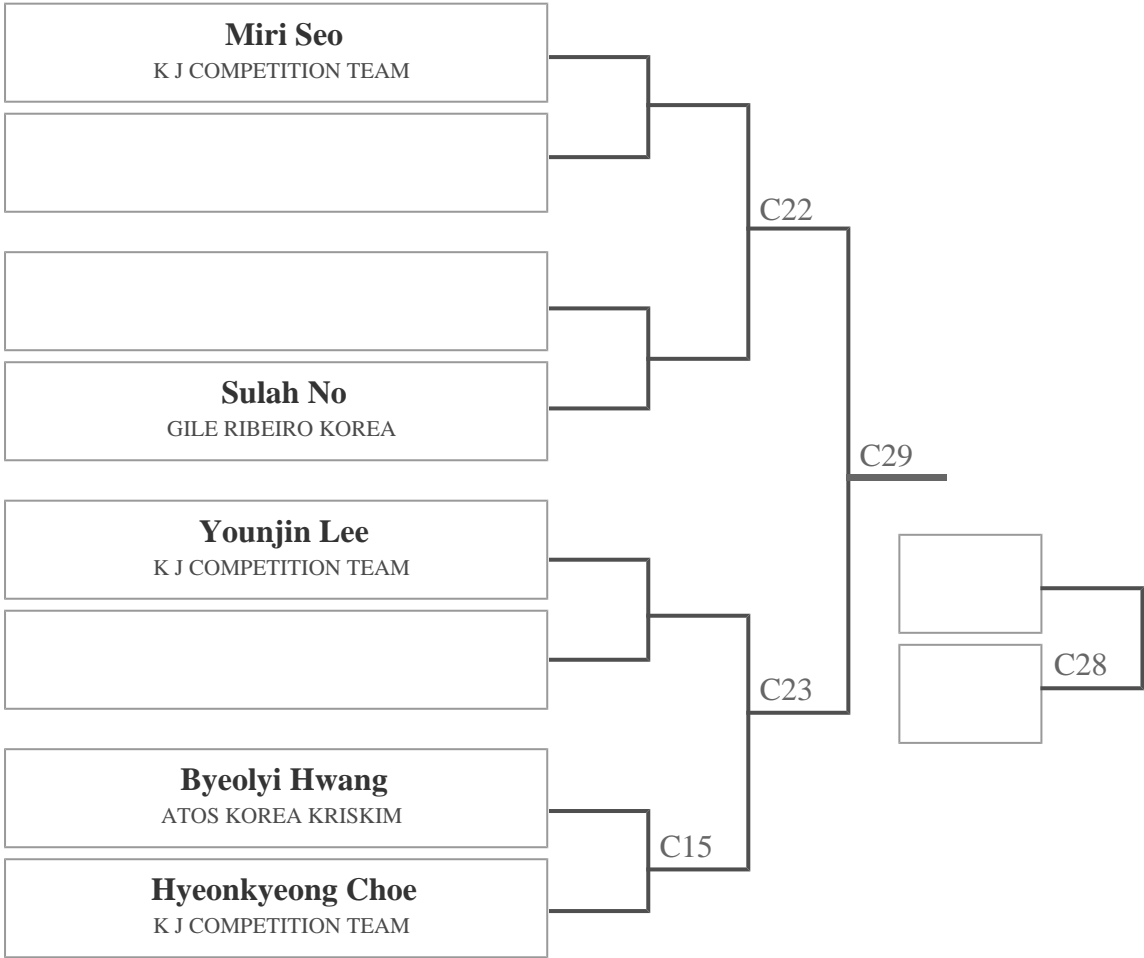 Miri Seo
K J COMPETITION TEAM
C22
Sulah No
GILE RIBEIRO KOREA
C29
Younjin Lee
K J COMPETITION TEAM
C28
C23
Byeolyi Hwang
ATOS KOREA KRISKIM
C15
Hyeonkyeong Choe
K J COMPETITION TEAM